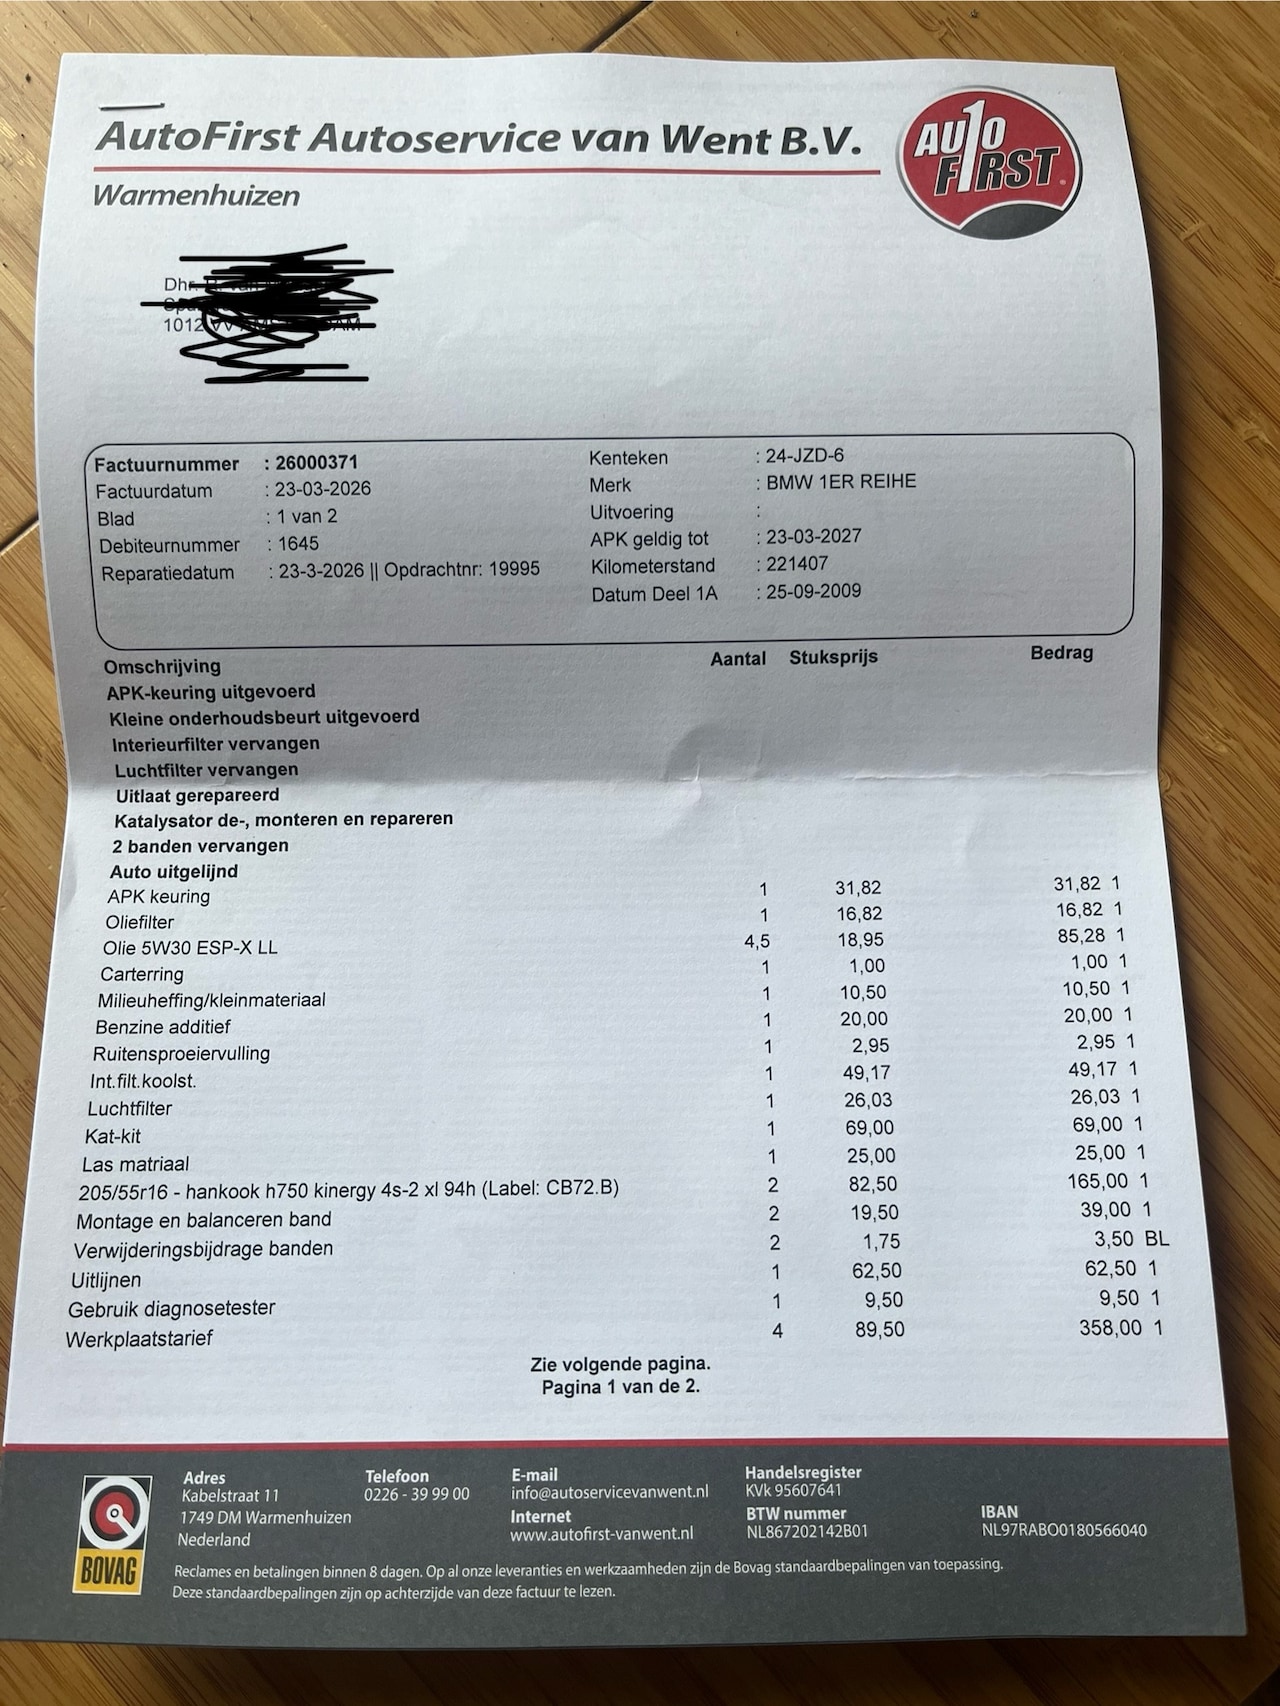 AutoFirst Autoservice van Went B.V.
Warmenhuizen
AUTO
FIRST
Dhr.
1012
Factuurnummer : 26000371
Factuurdatum : 23-03-2026
Blad : 1 van 2
Debiteurnummer : 1645
Reparatiedatum : 23-3-2026 || Opdrachtnr: 19995
Kenteken : 24-JZD-6
Merk : BMW 1ER REIHE
Uitvoering :
APK geldig tot : 23-03-2027
Kilometerstand : 221407
Datum Deel 1A : 25-09-2009
Omschrijving Aantal Stuksprijs Bedrag
APK-keuring uitgevoerd
Kleine onderhoudsbeurt uitgevoerd
Interieurfilter vervangen
Luchtfilter vervangen
Uitlaat gerepareerd
Katalysator de-, monteren en repareren
2 banden vervangen
Auto uitgelijnd
APK keuring 1 31,82 31,82 1
Oliefilter 1 16,82 16,82 1
Olie 5W30 ESP-X LL 4,5 18,95 85,28 1
Carterring 1 1,00 1,00 1
Milieuheffing/kleinmateriaal 1 10,50 10,50 1
Benzine additief 1 20,00 20,00 1
Ruitensproeiervulling 1 2,95 2,95 1
Int.filt.koolst. 1 49,17 49,17 1
Luchtfilter 1 26,03 26,03 1
Kat-kit 1 69,00 69,00 1
Las matriaal 1 25,00 25,00 1
205/55r16 - hankook h750 kinergy 4s-2 xl 94h (Label: CB72.B) 2 82,50 165,00 1
Montage en balanceren band 2 19,50 39,00 1
Verwijderingsbijdrage banden 2 1,75 3,50 BL
Uitlijnen 1 62,50 62,50 1
Gebruik diagnosetester 1 9,50 9,50 1
Werkplaatstarief 4 89,50 358,00 1
Zie volgende pagina.
Pagina 1 van de 2.
BOVAG
Adres
Kabelstraat 11
1749 DM Warmenhuizen
Nederland
Telefoon
0226 - 39 99 00
E-mail
info@autoservicevanwent.nl
Internet
www.autofirst-vanwent.nl
Handelsregister
KVk 95607641
BTW nummer
NL867202142B01
IBAN
NL97RABO0180566040
Reclames en betalingen binnen 8 dagen. Op al onze leveranties en werkzaamheden zijn de Bovag standaardbepalingen van toepassing.
Deze standaardbepalingen zijn op achterzijde van deze factuur te lezen.